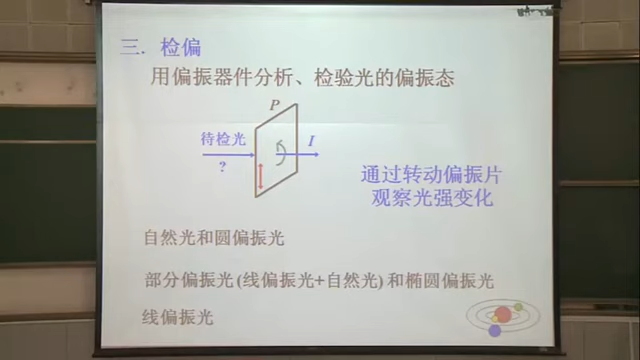 三. 检偏
用偏振器件分析、检验光的偏振态
P
待检光
I
?
通过转动偏振片
观察光强变化
自然光和圆偏振光
部分偏振光(线偏振光+自然光)和椭圆偏振光
线偏振光